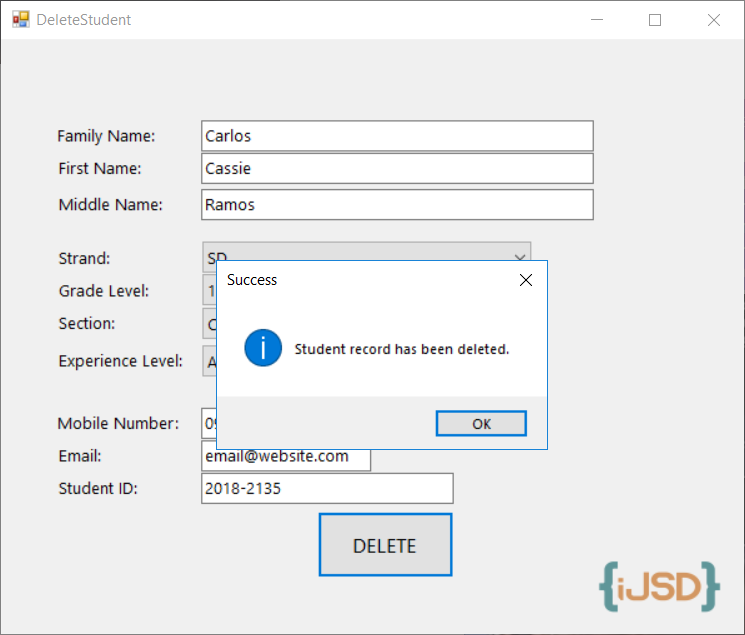 DeleteStudent
Family Name: Carlos
First Name: Cassie
Middle Name: Ramos
Strand: SD
Grade Level: 1
Section: C
Experience Level: A
Success
Student record has been deleted.
OK
Mobile Number: 09
Email: email@website.com
Student ID: 2018-2135
DELETE
{iJSD}